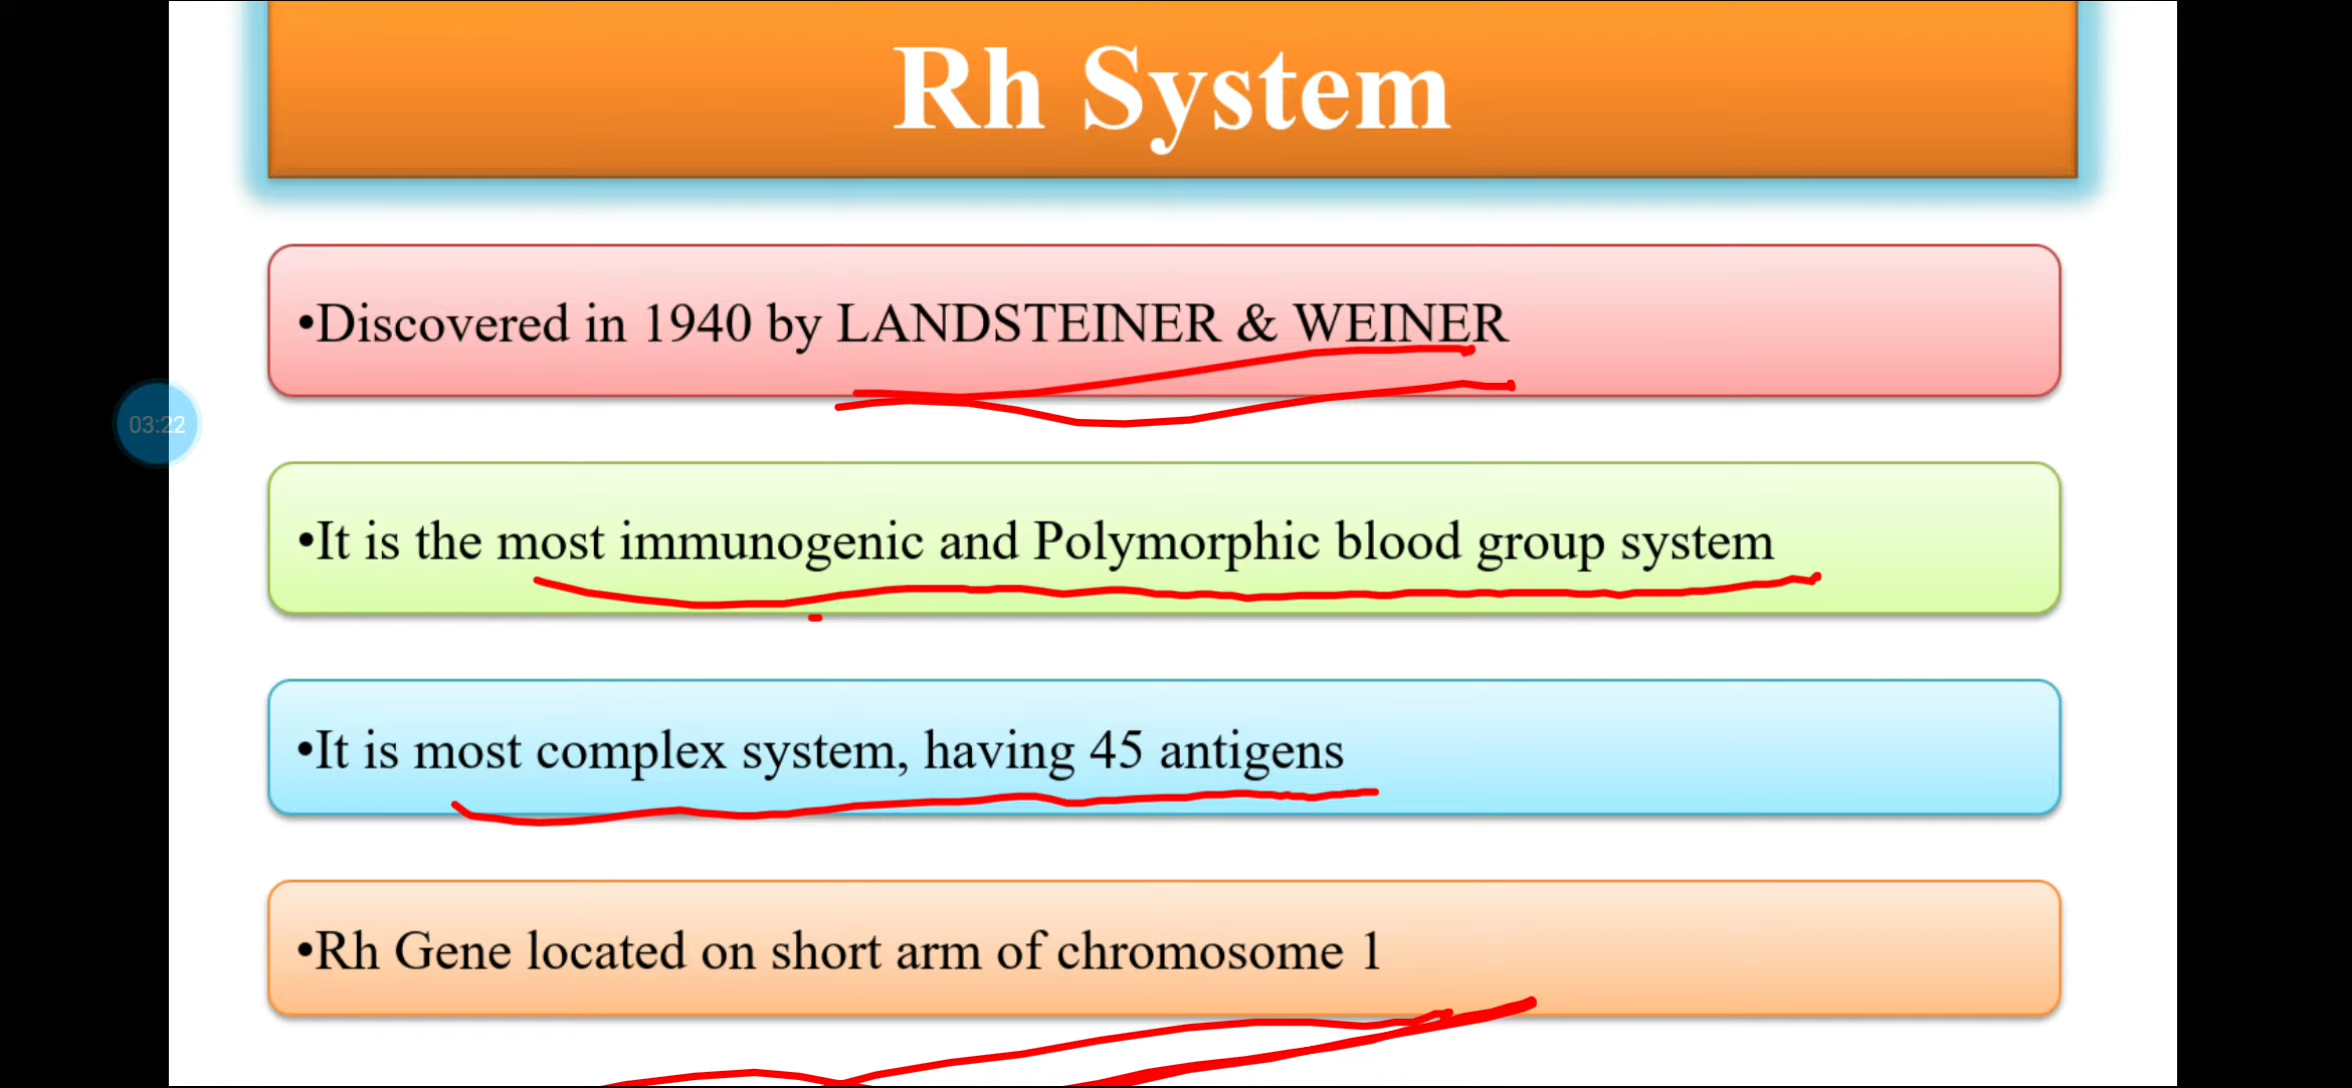 Rh System
•Discovered in 1940 by LANDSTEINER & WEINER
03:22
•It is the most immunogenic and Polymorphic blood group system
•It is most complex system, having 45 antigens
•Rh Gene located on short arm of chromosome 1